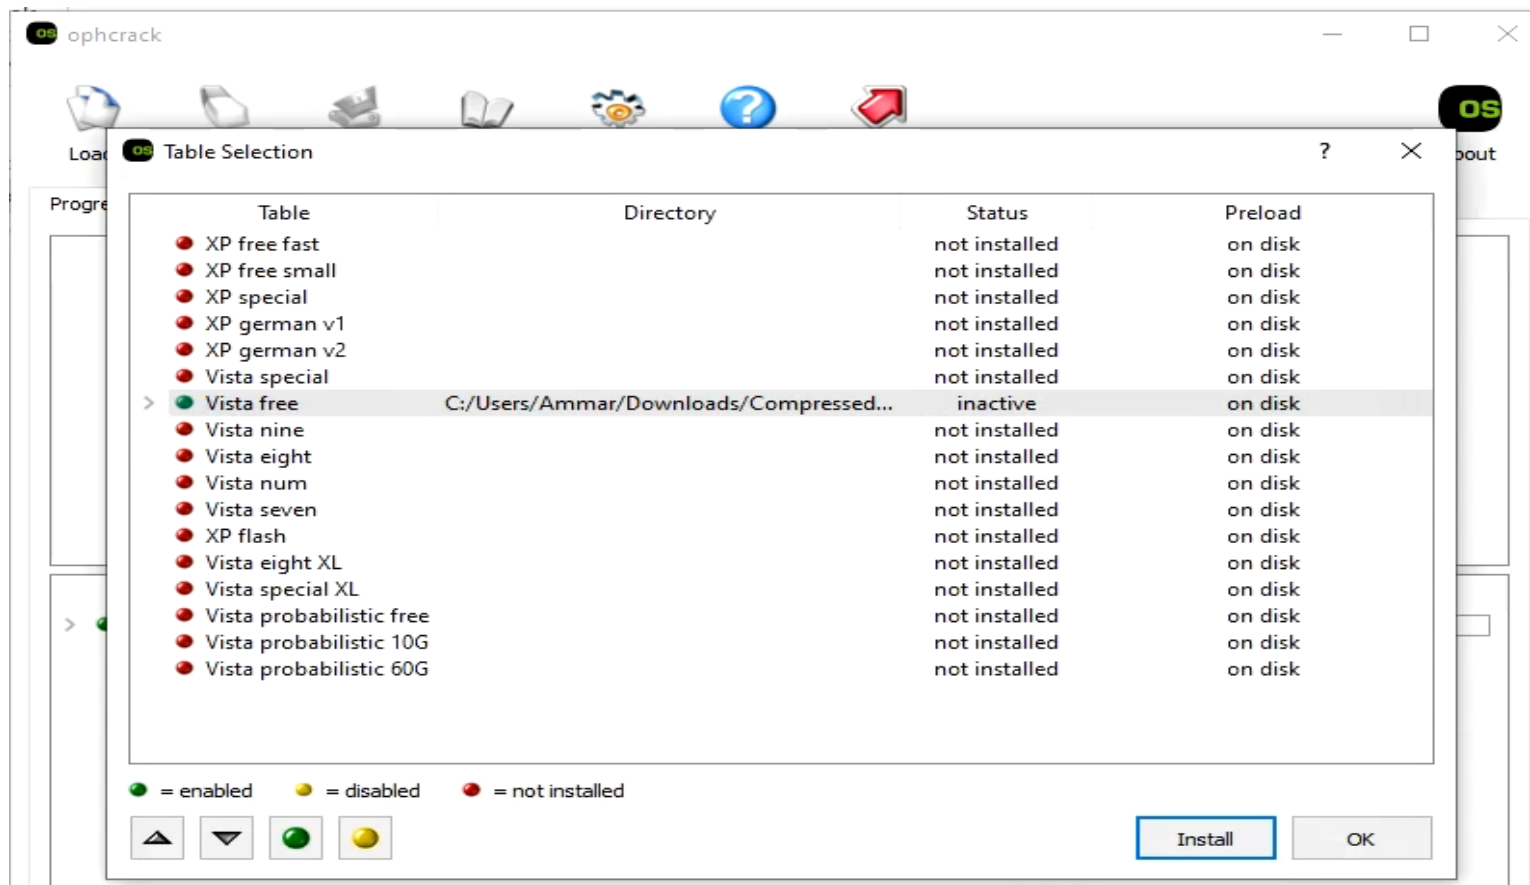 OS ophcrack
OS
bout
OS Table Selection ?
Progre
Table Directory Status Preload
XP free fast not installed on disk
XP free small not installed on disk
XP special not installed on disk
XP german v1 not installed on disk
XP german v2 not installed on disk
Vista special not installed on disk
Vista free C:/Users/Ammar/Downloads/Compressed... inactive on disk
Vista nine not installed on disk
Vista eight not installed on disk
Vista num not installed on disk
Vista seven not installed on disk
XP flash not installed on disk
Vista eight XL not installed on disk
Vista special XL not installed on disk
Vista probabilistic free not installed on disk
Vista probabilistic 10G not installed on disk
Vista probabilistic 60G not installed on disk
= enabled = disabled = not installed
Install OK